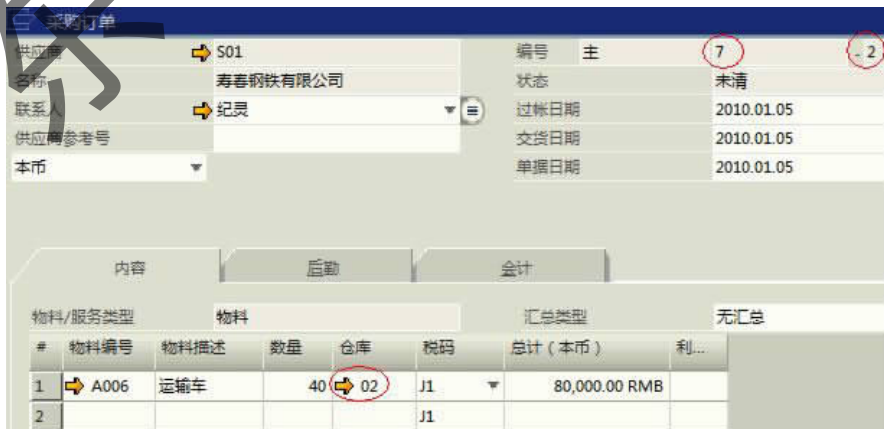 采购订单
供应商 S01 编号 主 7 - 2
名称 寿春钢铁有限公司 状态 未清
联系人 纪灵 过帐日期 2010.01.05
供应商参考号 交货日期 2010.01.05
本币 单据日期 2010.01.05
内容 后勤 会计
物料/服务类型 物料 汇总类型 无汇总
# 物料编号 物料描述 数量 仓库 税码 总计(本币) 利...
1 A006 运输车 40 02 J1 80,000.00 RMB
2 J1